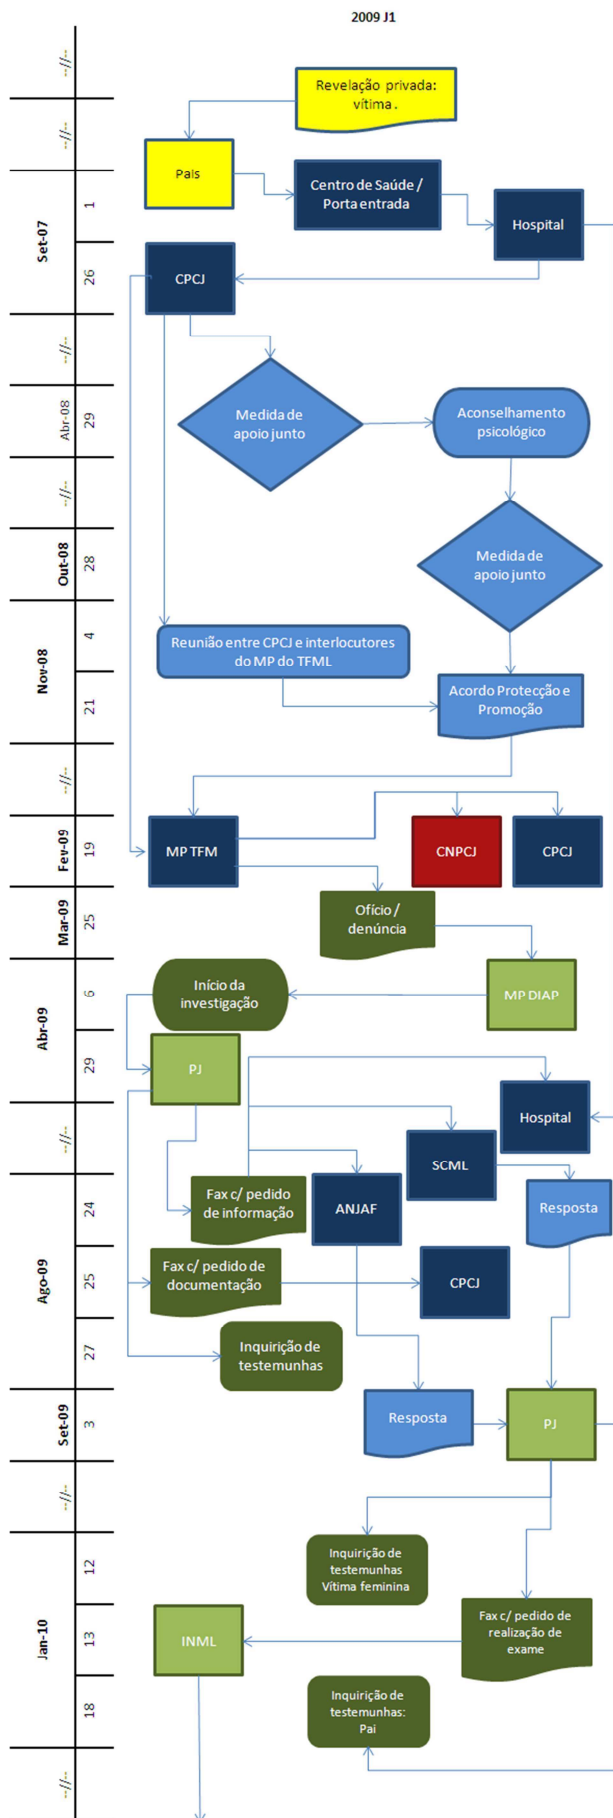 2009 J1
--//--
Revelação privada:
vítima .
--//--
Pais
Set-07
1
Centro de Saúde /
Porta entrada
Hospital
26
CPCJ
--//--
Abr-08
29
Medida de
apoio junto
Aconselhamento
psicológico
--//--
Out-08
28
Medida de
apoio junto
Nov-08
4
Reunião entre CPCJ e interlocutores
do MP do TFML
21
Acordo Protecção e
Promoção
--//--
Fev-09
19
MP TFM
CNPCJ
CPCJ
Mar-09
25
Ofício /
denúncia
Abr-09
6
Início da
investigação
MP DIAP
29
PJ
Hospital
--//--
SCML
24
Fax c/ pedido
de informação
ANJAF
Resposta
Ago-09
25
Fax c/ pedido de
documentação
CPCJ
27
Inquirição de
testemunhas
Set-09
3
Resposta
PJ
--//--
12
Inquirição de
testemunhas
Vítima feminina
Jan-10
13
INML
Fax c/ pedido de
realização de
exame
18
Inquirição de
testemunhas:
Pai
--//--